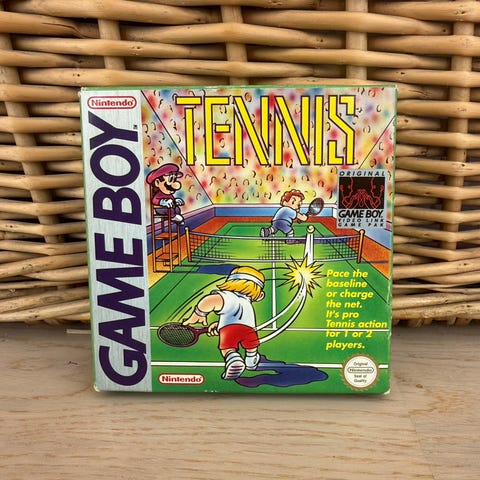 Nintendo
GAME BOY
TM
TENNIS
ORIGINAL
GAME BOY
VIDEO LINK
GAME PAK
Pace the
baseline
or charge
the net.
It's pro
Tennis action
for 1 or 2
players.
Nintendo
Original
Nintendo
Seal of
Quality